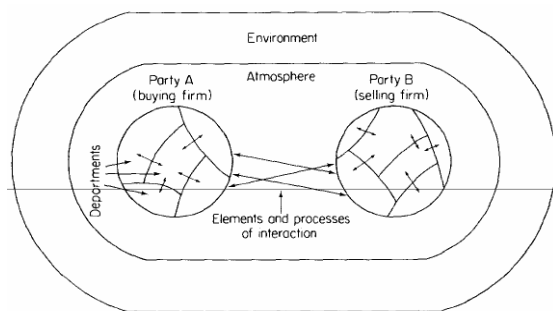 Environment
Atmosphere
Party A
(buying firm)
Party B
(selling firm)
Departments
Elements and processes
of interaction